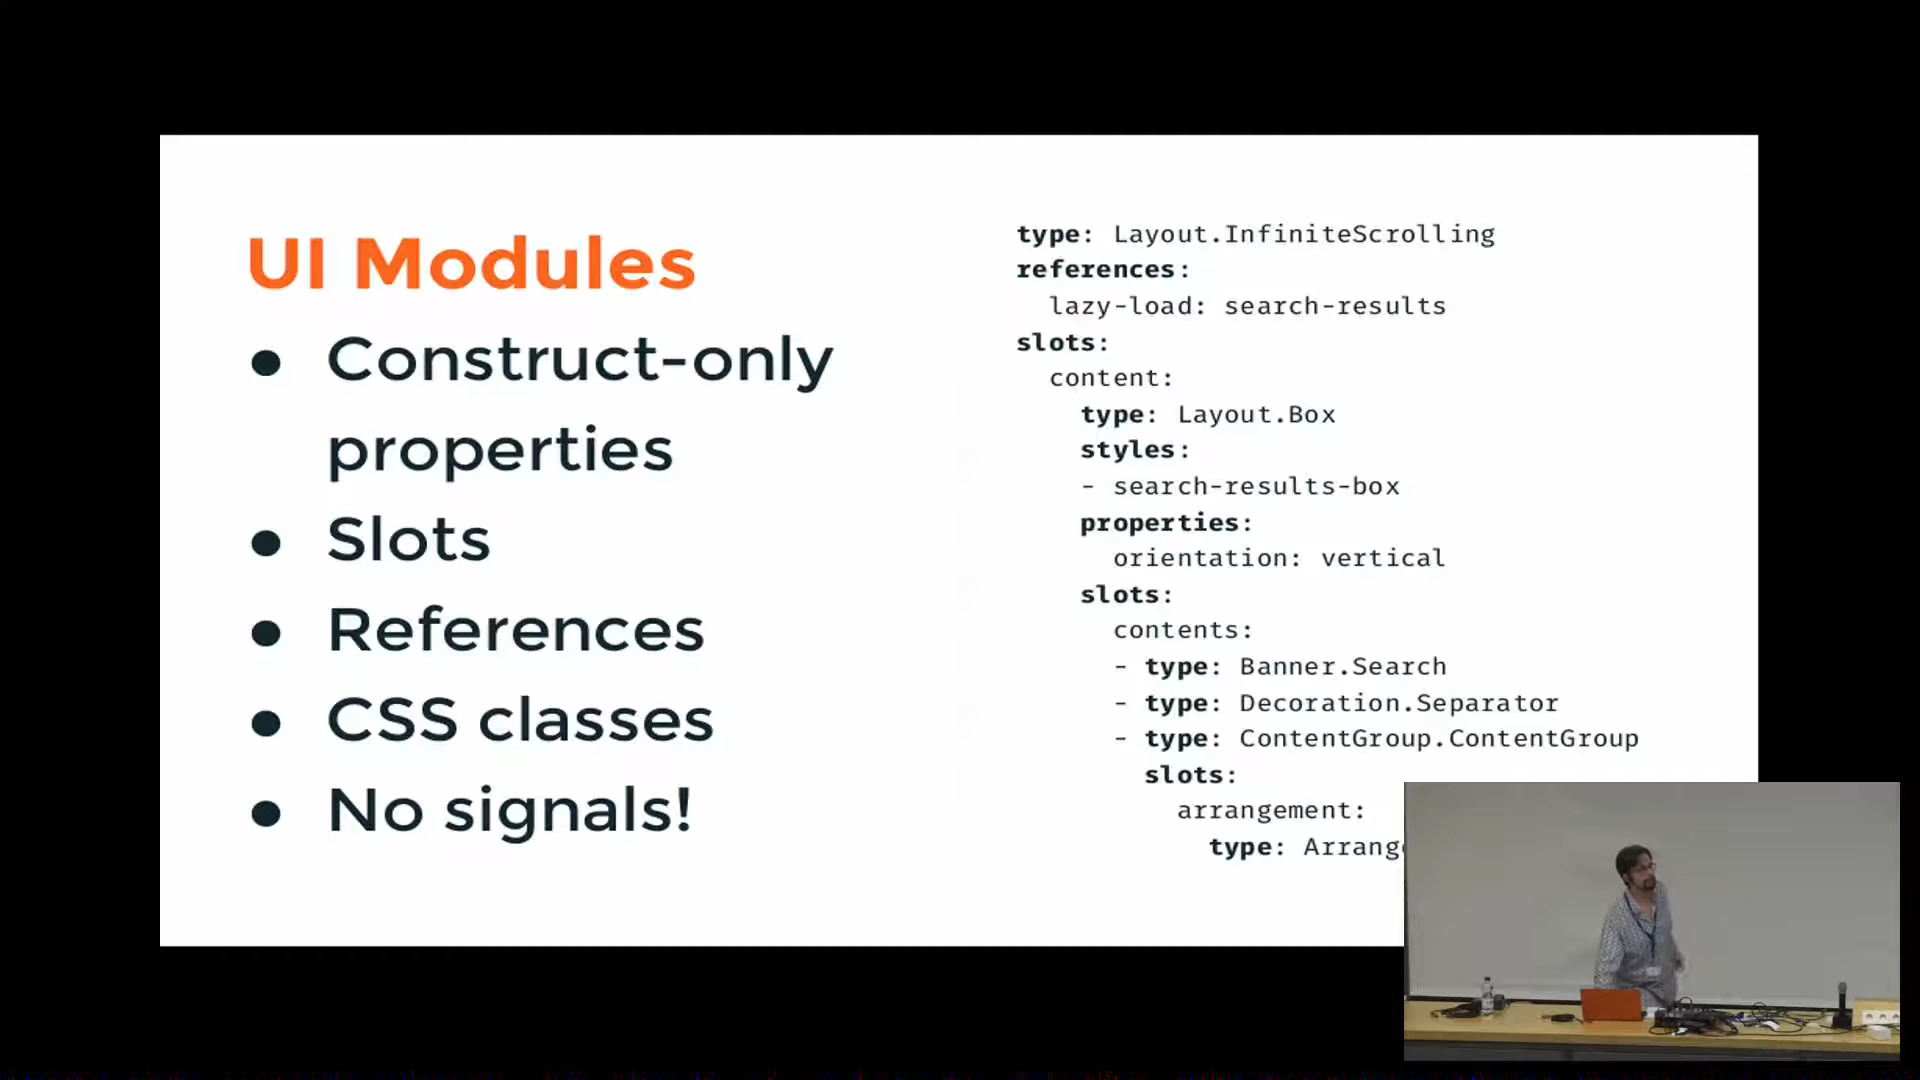 UI Modules
● Construct-only
properties
● Slots
● References
● CSS classes
● No signals!
type: Layout.InfiniteScrolling
references:
lazy-load: search-results
slots:
content:
type: Layout.Box
styles:
- search-results-box
properties:
orientation: vertical
slots:
contents:
- type: Banner.Search
- type: Decoration.Separator
- type: ContentGroup.ContentGroup
slots:
arrangement:
type: